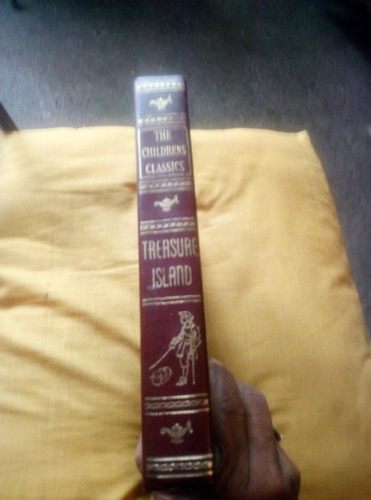 THE
CHILDRENS
CLASSICS
TREASURE
ISLAND